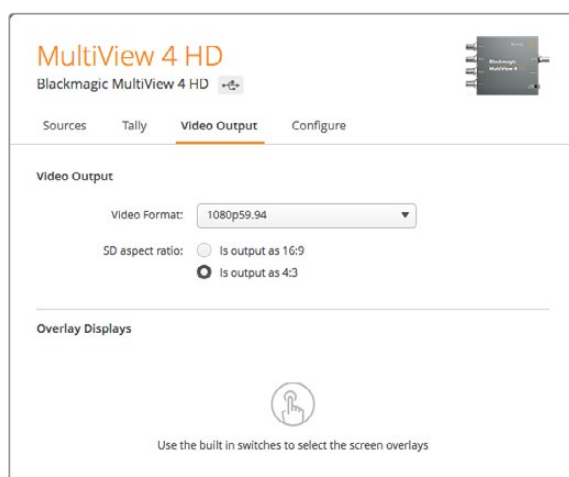 MultiView 4 HD
Blackmagic MultiView 4 HD
Sources Tally Video Output Configure
Video Output
Video Format: 1080p59.94
SD aspect ratio: Is output as 16:9
Is output as 4:3
Overlay Displays
Use the built in switches to select the screen overlays